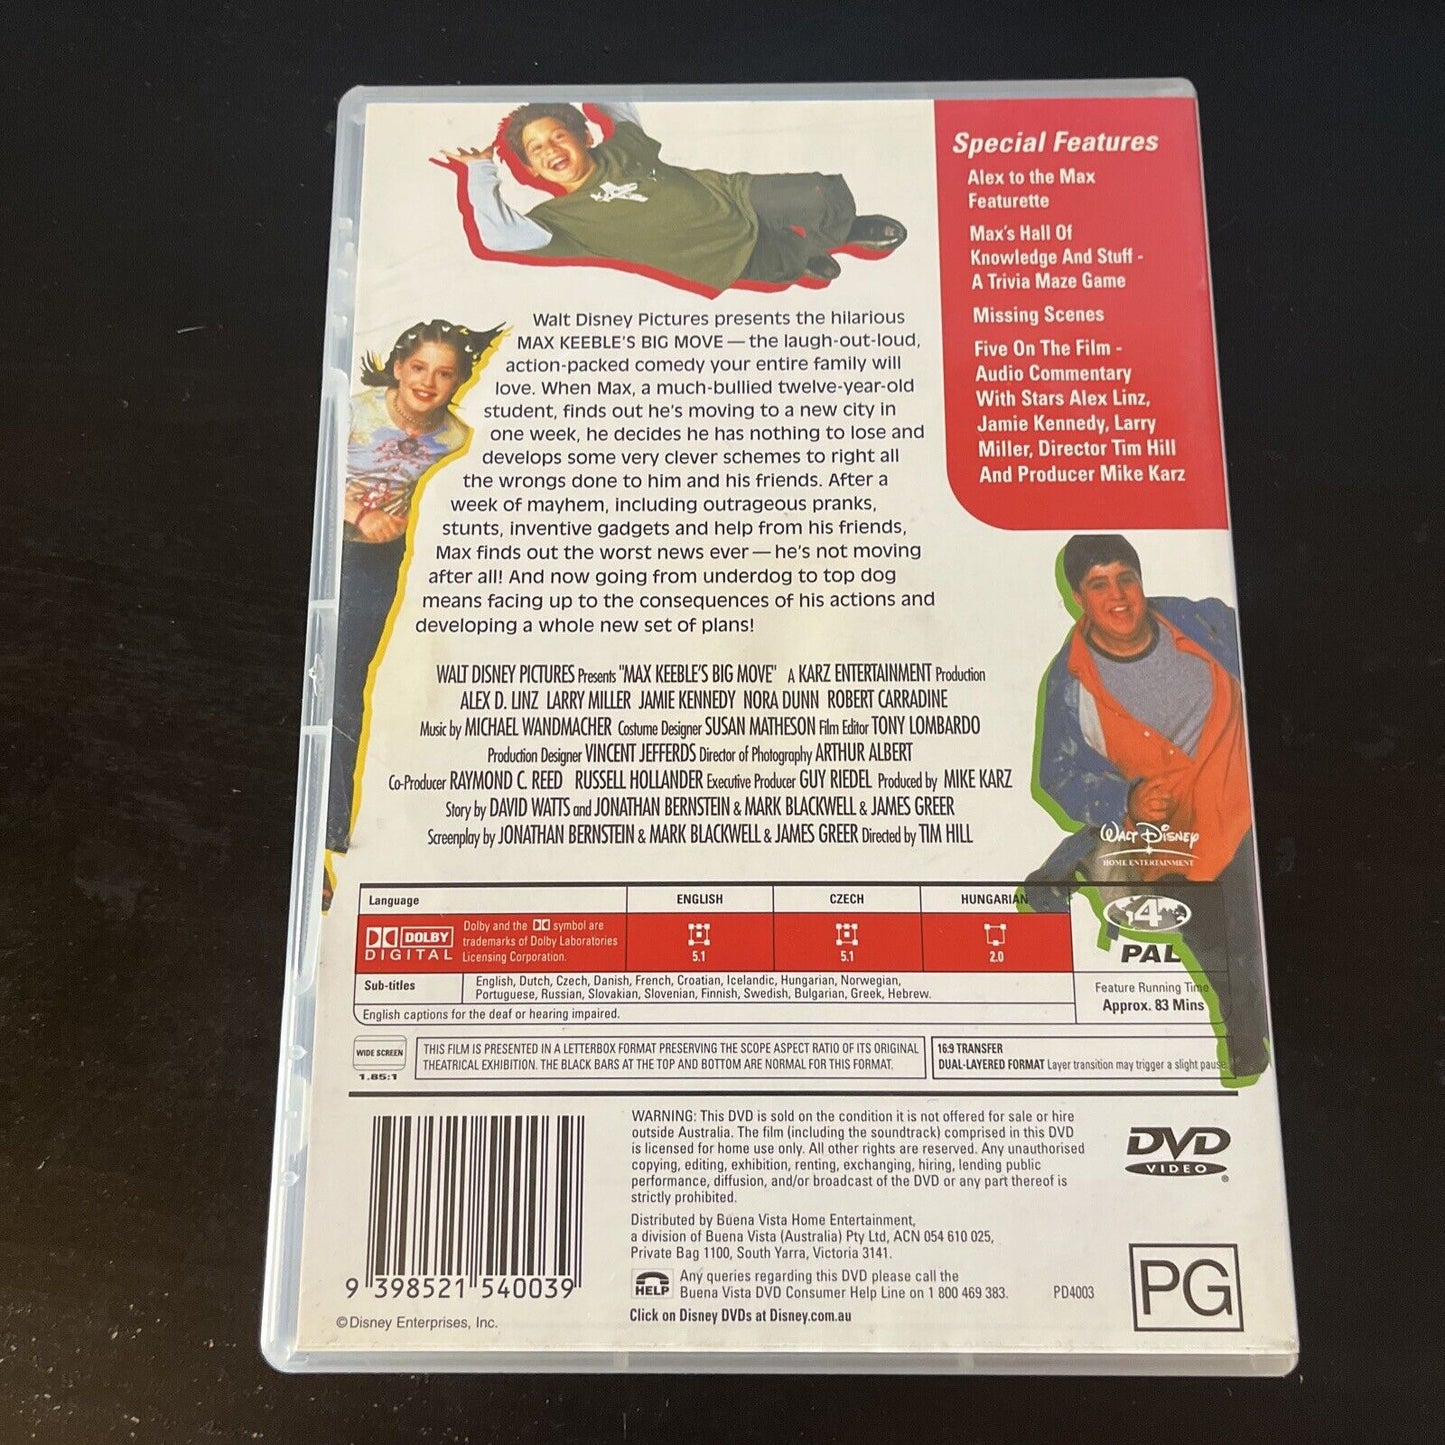 Special Features
Alex to the Max
Featurette
Max's Hall Of
Knowledge And Stuff -
A Trivia Maze Game
Missing Scenes
Five On The Film -
Audio Commentary
With Stars Alex Linz,
Jamie Kennedy, Larry
Miller, Director Tim Hill
And Producer Mike Karz
Walt Disney Pictures presents the hilarious
MAX KEEBLE'S BIG MOVE — the laugh-out-loud,
action-packed comedy your entire family will
love. When Max, a much-bullied twelve-year-old
student, finds out he's moving to a new city in
one week, he decides he has nothing to lose and
develops some very clever schemes to right all
the wrongs done to him and his friends. After a
week of mayhem, including outrageous pranks,
stunts, inventive gadgets and help from his friends,
Max finds out the worst news ever — he's not moving
after all! And now going from underdog to top dog
means facing up to the consequences of his actions and
developing a whole new set of plans!
WALT DISNEY PICTURES Presents "MAX KEEBLE'S BIG MOVE" A KARZ ENTERTAINMENT Production
ALEX D. LINZ LARRY MILLER JAMIE KENNEDY NORA DUNN ROBERT CARRADINE
Music by MICHAEL WANDMACHER Costume Designer SUSAN MATHESON Film Editor TONY LOMBARDO
Production Designer VINCENT JEFFERDS Director of Photography ARTHUR ALBERT
Co-Producer RAYMOND C. REED RUSSELL HOLLANDER Executive Producer GUY RIEDEL Produced by MIKE KARZ
Story by DAVID WATTS and JONATHAN BERNSTEIN & MARK BLACKWELL & JAMES GREER
Screenplay by JONATHAN BERNSTEIN & MARK BLACKWELL & JAMES GREER Directed by TIM HILL
WALT DISNEY
HOME ENTERTAINMENT
Language ENGLISH CZECH HUNGARIAN
DOLBY
DIGITAL
Dolby and the symbol are
trademarks of Dolby Laboratories
Licensing Corporation.
5.1 5.1 2.0
4
PAL
Sub-titles
English, Dutch, Czech, Danish, French, Croatian, Icelandic, Hungarian, Norwegian,
Portuguese, Russian, Slovakian, Slovenian, Finnish, Swedish, Bulgarian, Greek, Hebrew.
English captions for the deaf or hearing impaired.
Feature Running Time
Approx. 83 Mins
WIDE SCREEN
1.85:1
THIS FILM IS PRESENTED IN A LETTERBOX FORMAT PRESERVING THE SCOPE ASPECT RATIO OF ITS ORIGINAL
THEATRICAL EXHIBITION. THE BLACK BARS AT THE TOP AND BOTTOM ARE NORMAL FOR THIS FORMAT.
16:9 TRANSFER
DUAL-LAYERED FORMAT Layer transition may trigger a slight pause
WARNING: This DVD is sold on the condition it is not offered for sale or hire
outside Australia. The film (including the soundtrack) comprised in this DVD
is licensed for home use only. All other rights are reserved. Any unauthorised
copying, editing, exhibition, renting, exchanging, hiring, lending public
performance, diffusion, and/or broadcast of the DVD or any part thereof is
strictly prohibited.
Distributed by Buena Vista Home Entertainment,
a division of Buena Vista (Australia) Pty Ltd, ACN 054 610 025,
Private Bag 1100, South Yarra, Victoria 3141.
HELP
Any queries regarding this DVD please call the
Buena Vista DVD Consumer Help Line on 1 800 469 383.
Click on Disney DVDs at Disney.com.au
PD4003
DVD
VIDEO
®
PG
9 398521 540039
© Disney Enterprises, Inc.